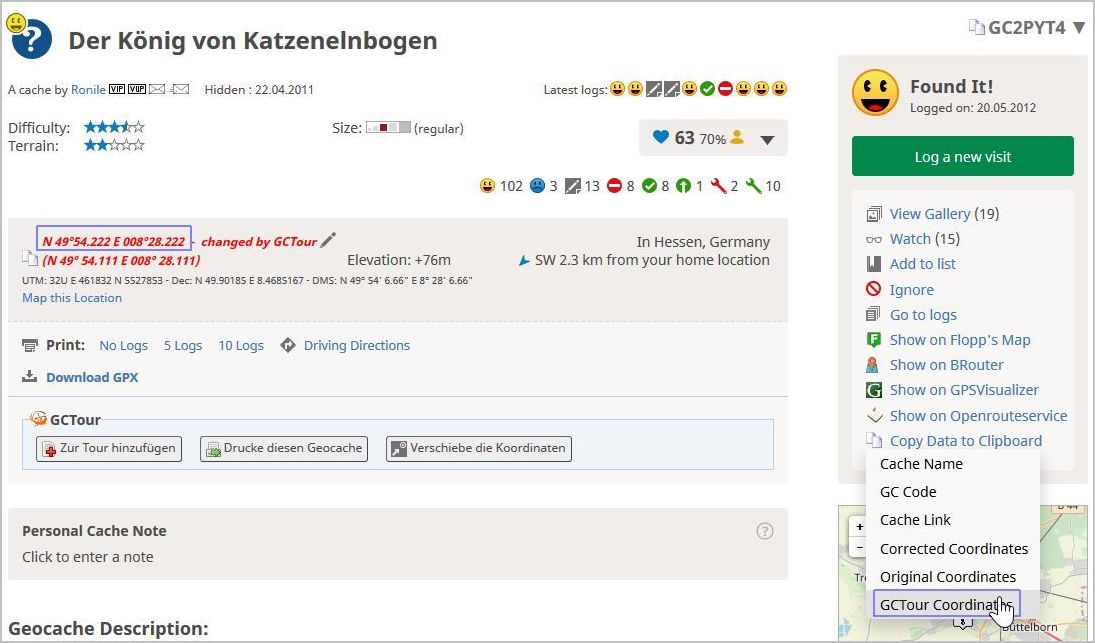 Der König von Katzenelnbogen
GC2PYT4
A cache by Ronile VIP VUP Hidden : 22.04.2011 Latest logs:
Found It!
Logged on: 20.05.2012
Difficulty: Size: (regular)
Terrain:
63 70%
Log a new visit
102 3 13 8 8 1 2 10
View Gallery (19)
Watch (15)
Add to list
Ignore
Go to logs
Show on Flopp's Map
Show on BRouter
Show on GPSVisualizer
Show on Openrouteservice
Copy Data to Clipboard
Cache Name
GC Code
Cache Link
Corrected Coordinates
Original Coordinates
GCTour Coordinates
N 49°54.222 E 008°28.222 - changed by GCTour
(N 49° 54.111 E 008° 28.111)
Elevation: +76m
In Hessen, Germany
SW 2.3 km from your home location
UTM: 32U E 461832 N 5527853 - Dec: N 49.90185 E 8.4685167 - DMS: N 49° 54' 6.66" E 8° 28' 6.66"
Map this Location
Print: No Logs 5 Logs 10 Logs Driving Directions
Download GPX
GCTour
Zur Tour hinzufügen Drucke diesen Geocache Verschiebe die Koordinaten
Personal Cache Note
?
Click to enter a note
Geocache Description:
+
-
Büttelborn